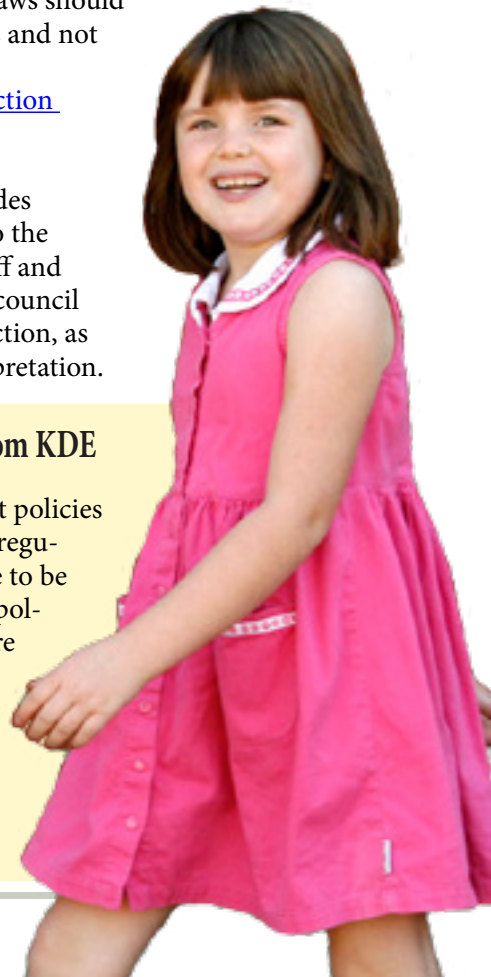 aws should
and not
ction
des
o the
ff and
council
ction, as
pretation.
om KDE
t policies
regu-
e to be
pol-
re